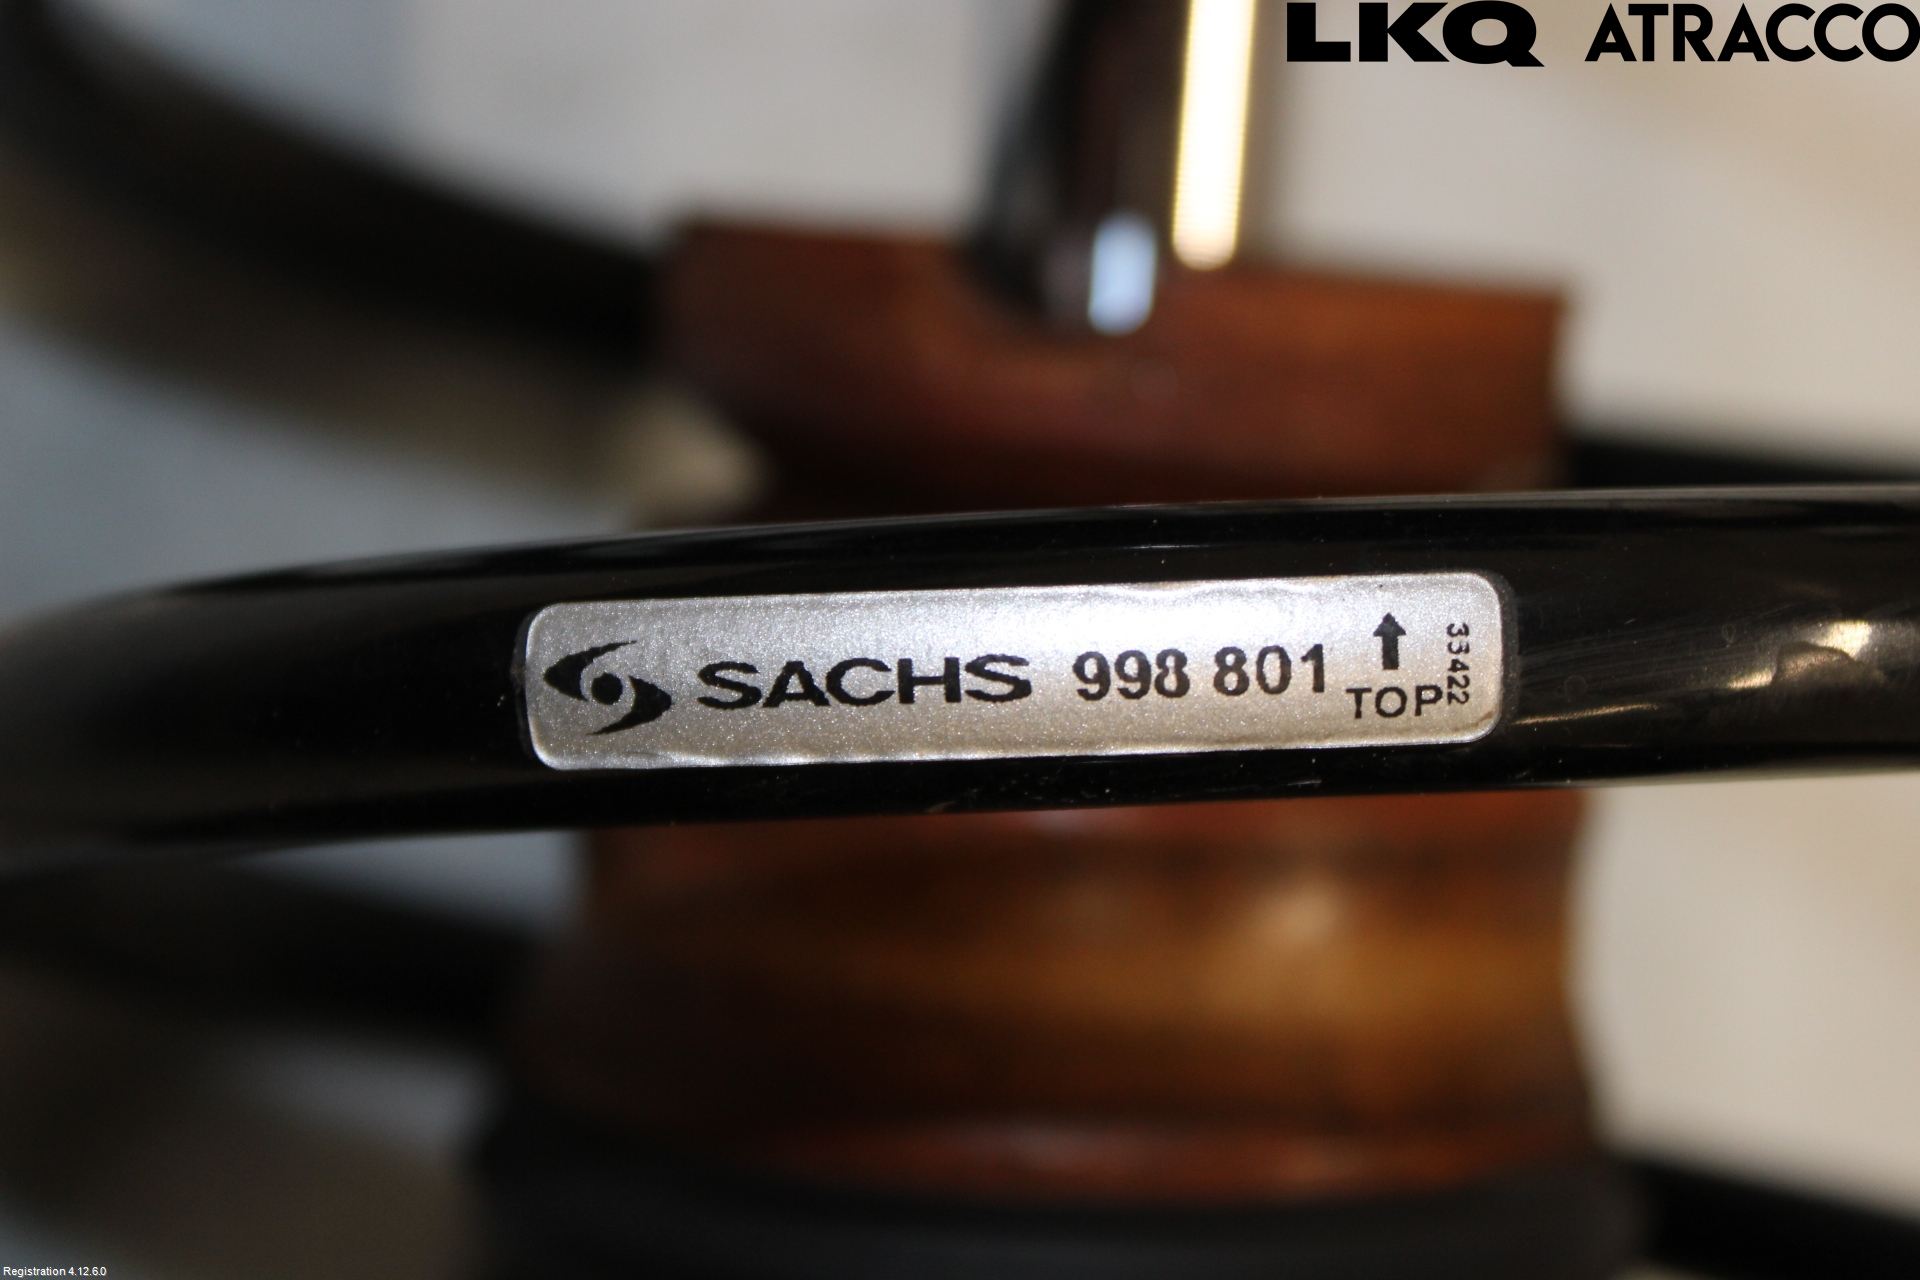 LKQ ATRACCO
SACHS 998 801 TOP
33422
Registration 4.12.6.0